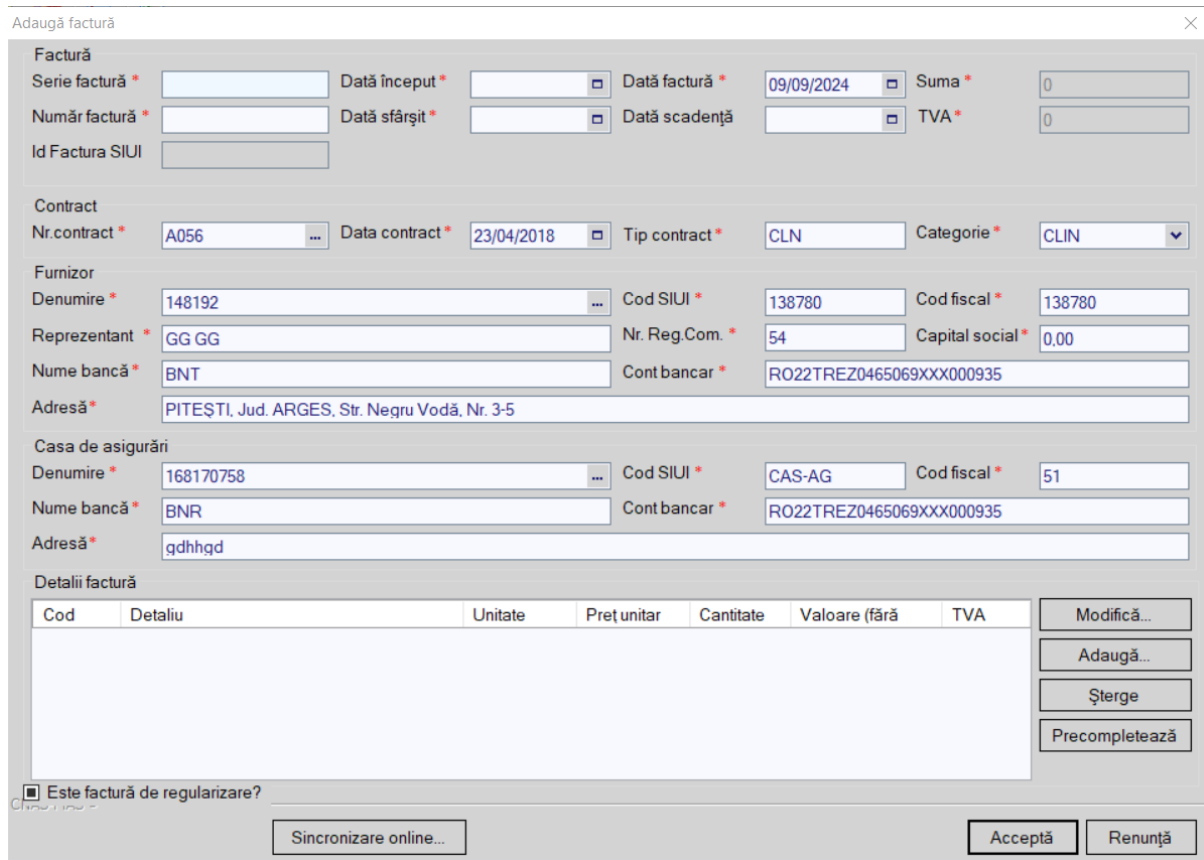 Adaugă factură
Factură
Serie factură * Dată început * Dată factură * 09/09/2024 Suma * 0
Număr factură * Dată sfârșit * Dată scadență TVA * 0
Id Factura SIUI
Contract
Nr.contract * A056 ... Data contract * 23/04/2018 Tip contract * CLN Categorie * CLIN
Furnizor
Denumire * 148192 ... Cod SIUI * 138780 Cod fiscal * 138780
Reprezentant * GG GG Nr. Reg.Com. * 54 Capital social * 0,00
Nume bancă * BNT Cont bancar * RO22TREZ0465069XXX000935
Adresă * PITEȘTI, Jud. ARGES, Str. Negru Vodă, Nr. 3-5
Casa de asigurări
Denumire * 168170758 ... Cod SIUI * CAS-AG Cod fiscal * 51
Nume bancă * BNR Cont bancar * RO22TREZ0465069XXX000935
Adresă * gdhhgd
Detalii factură
Cod Detaliu Unitate Preț unitar Cantitate Valoare (fără TVA
Modifică...
Adaugă...
Șterge
Precompletează
Este factură de regularizare?
Sincronizare online... Acceptă Renunță